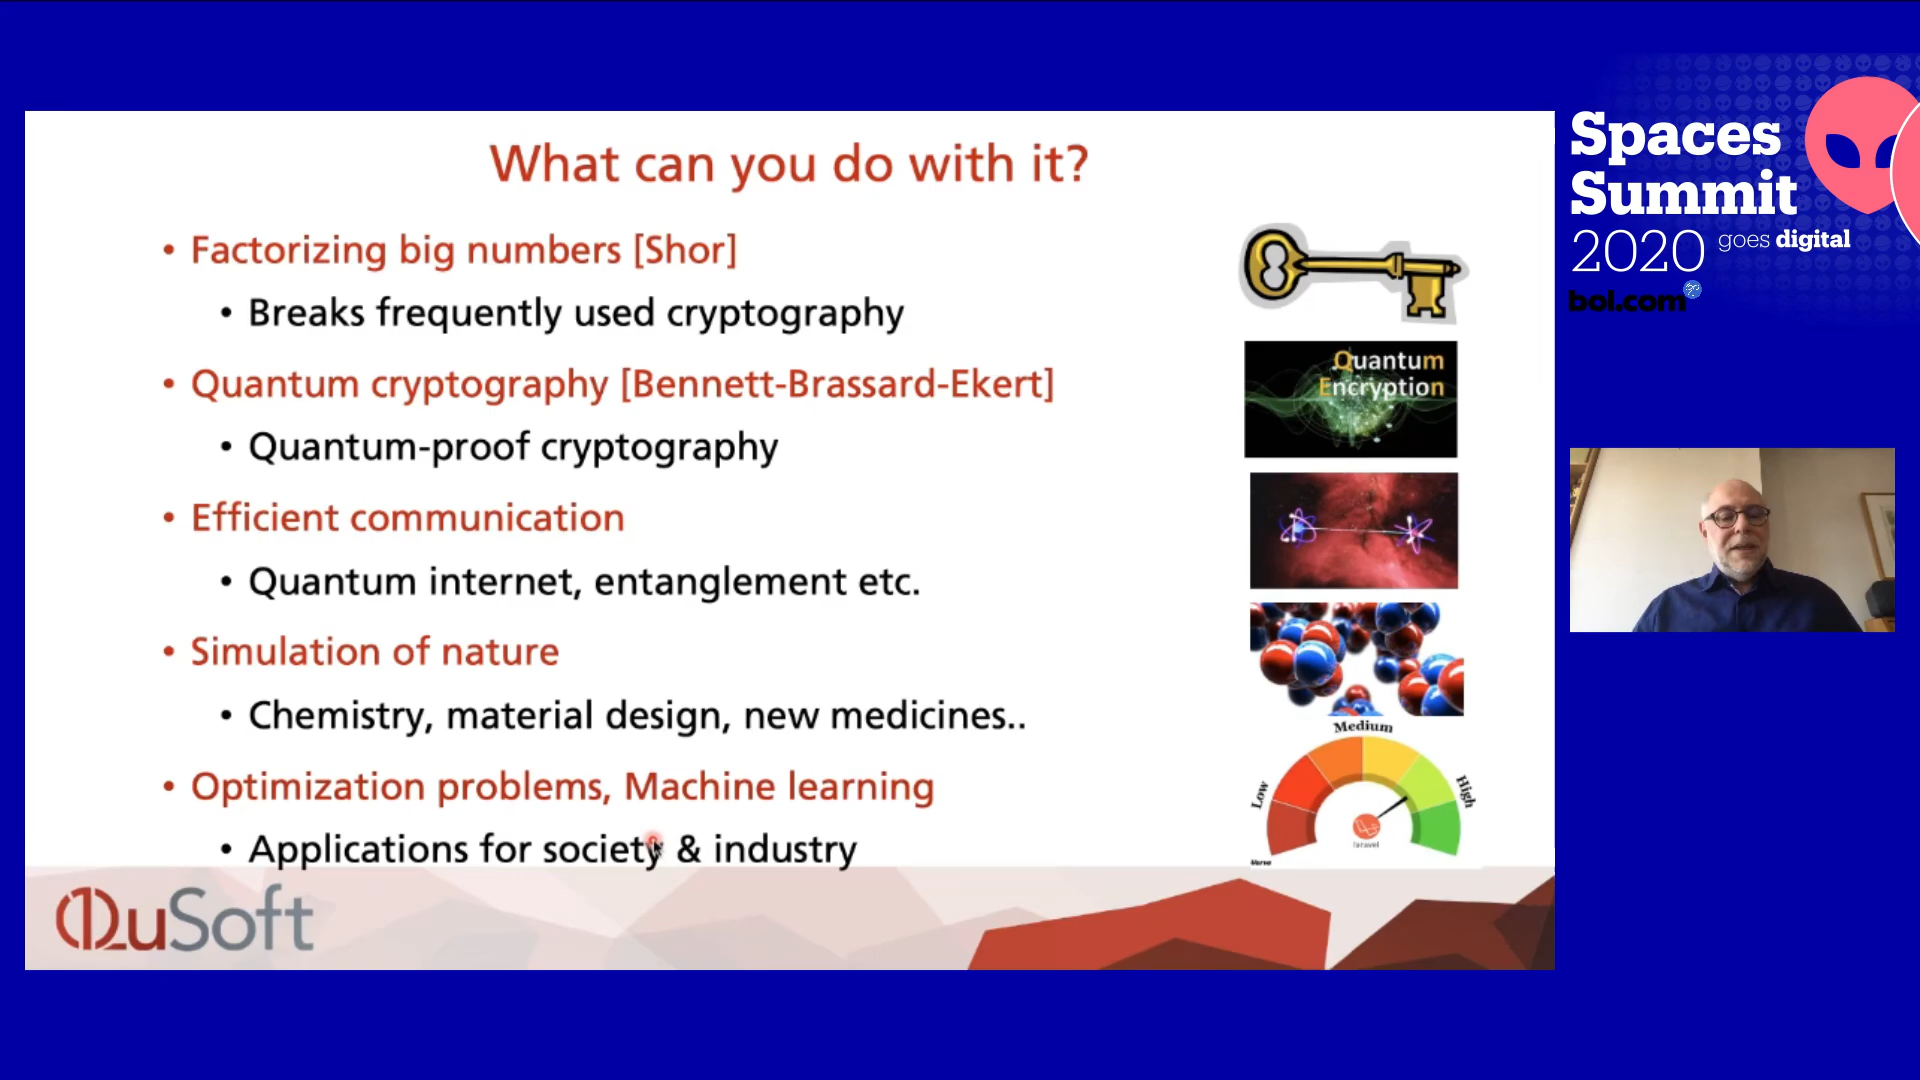 What can you do with it?
• Factorizing big numbers [Shor]
• Breaks frequently used cryptography
• Quantum cryptography [Bennett-Brassard-Ekert]
• Quantum-proof cryptography
• Efficient communication
• Quantum internet, entanglement etc.
• Simulation of nature
• Chemistry, material design, new medicines..
• Optimization problems, Machine learning
• Applications for society & industry
Quantum
Encryption
Medium
Low
High
laravel
QuSoft
Spaces
Summit
2020 goes digital
bol.com